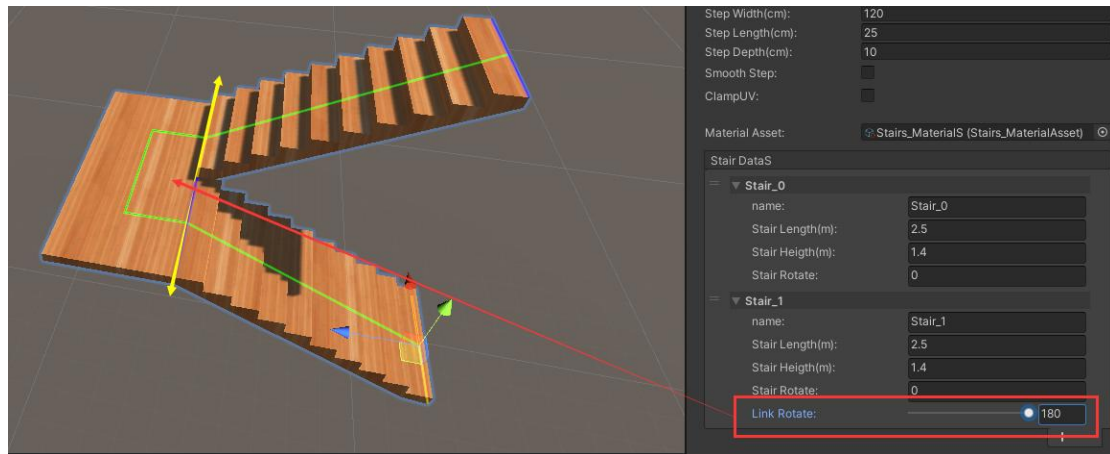 Step Width(cm): 120
Step Length(cm): 25
Step Depth(cm): 10
Smooth Step:
ClampUV:
Material Asset: Stairs_MaterialS (Stairs_MaterialAsset)
Stair DataS
Stair_0
name: Stair_0
Stair Length(m): 2.5
Stair Heigth(m): 1.4
Stair Rotate: 0
Stair_1
name: Stair_1
Stair Length(m): 2.5
Stair Heigth(m): 1.4
Stair Rotate: 0
Link Rotate: 180
+